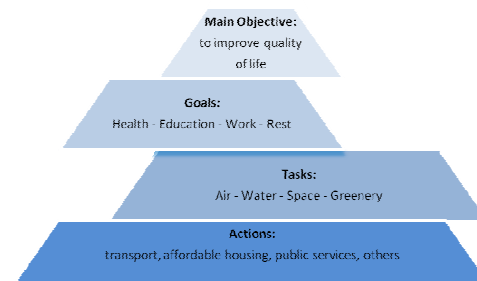 Main Objective:
to improve quality
of life
Goals:
Health - Education - Work - Rest
Tasks:
Air - Water - Space - Greenery
Actions:
transport, affordable housing, public services, others